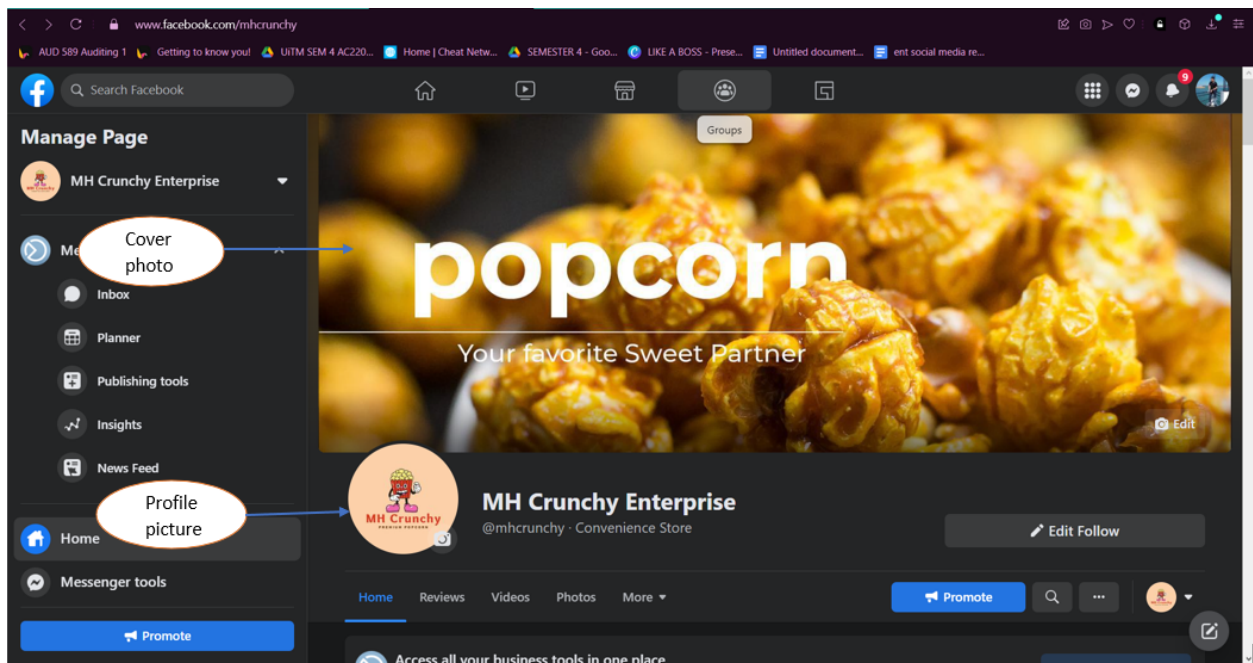 www.facebook.com/mhcrunchy
AUD 589 Auditing 1 Getting to know you! UiTM SEM 4 AC220... Home | Cheat Netw... SEMESTER 4 - Goo... LIKE A BOSS - Prese... Untitled document... ent social media re...
Search Facebook
9
Groups
Manage Page
MH Crunchy Enterprise
Cover
photo
Me
Inbox
Planner
Publishing tools
Insights
News Feed
Profile
picture
Home
Messenger tools
Promote
popcorn
Your favorite Sweet Partner
Edit
MH Crunchy
PREMIUM POPCORN
MH Crunchy Enterprise
@mhcrunchy · Convenience Store
Edit Follow
Home Reviews Videos Photos More
Promote
Access all your business tools in one place